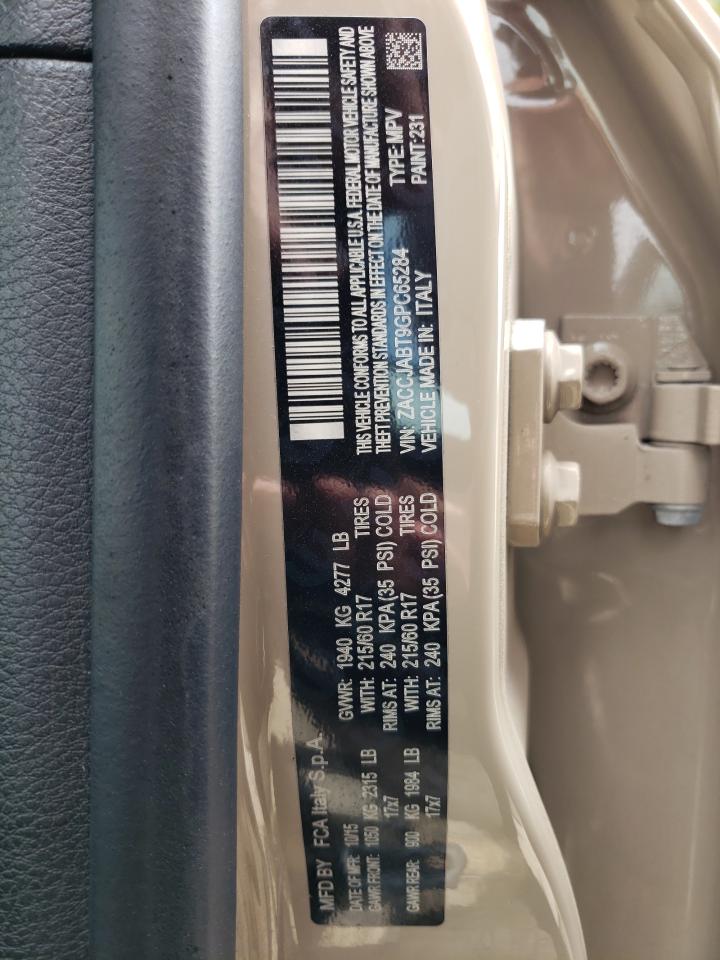 MFD BY FCA Italy S.p.A.
DATE OF MFR: 10/15 GVWR: 1940 KG 4277 LB
GAWR FRONT: 1050 KG 2315 LB WITH: 215/60 R17 TIRES
17x7 RIMS AT: 240 KPA(35 PSI) COLD
GAWR REAR: 900 KG 1984 LB WITH: 215/60 R17 TIRES
17x7 RIMS AT: 240 KPA(35 PSI) COLD
THIS VEHICLE CONFORMS TO ALL APPLICABLE U.S.A. FEDERAL MOTOR VEHICLE SAFETY AND
THEFT PREVENTION STANDARDS IN EFFECT ON THE DATE OF MANUFACTURE SHOWN ABOVE
VIN: ZACCJABT9GPC65284 TYPE:MPV
VEHICLE MADE IN: ITALY PAINT:231